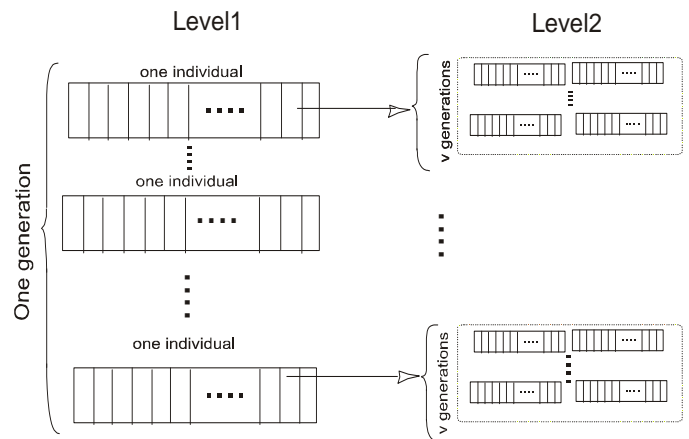 Level1
Level2
one individual
one individual
one individual
One generation
v generations
v generations